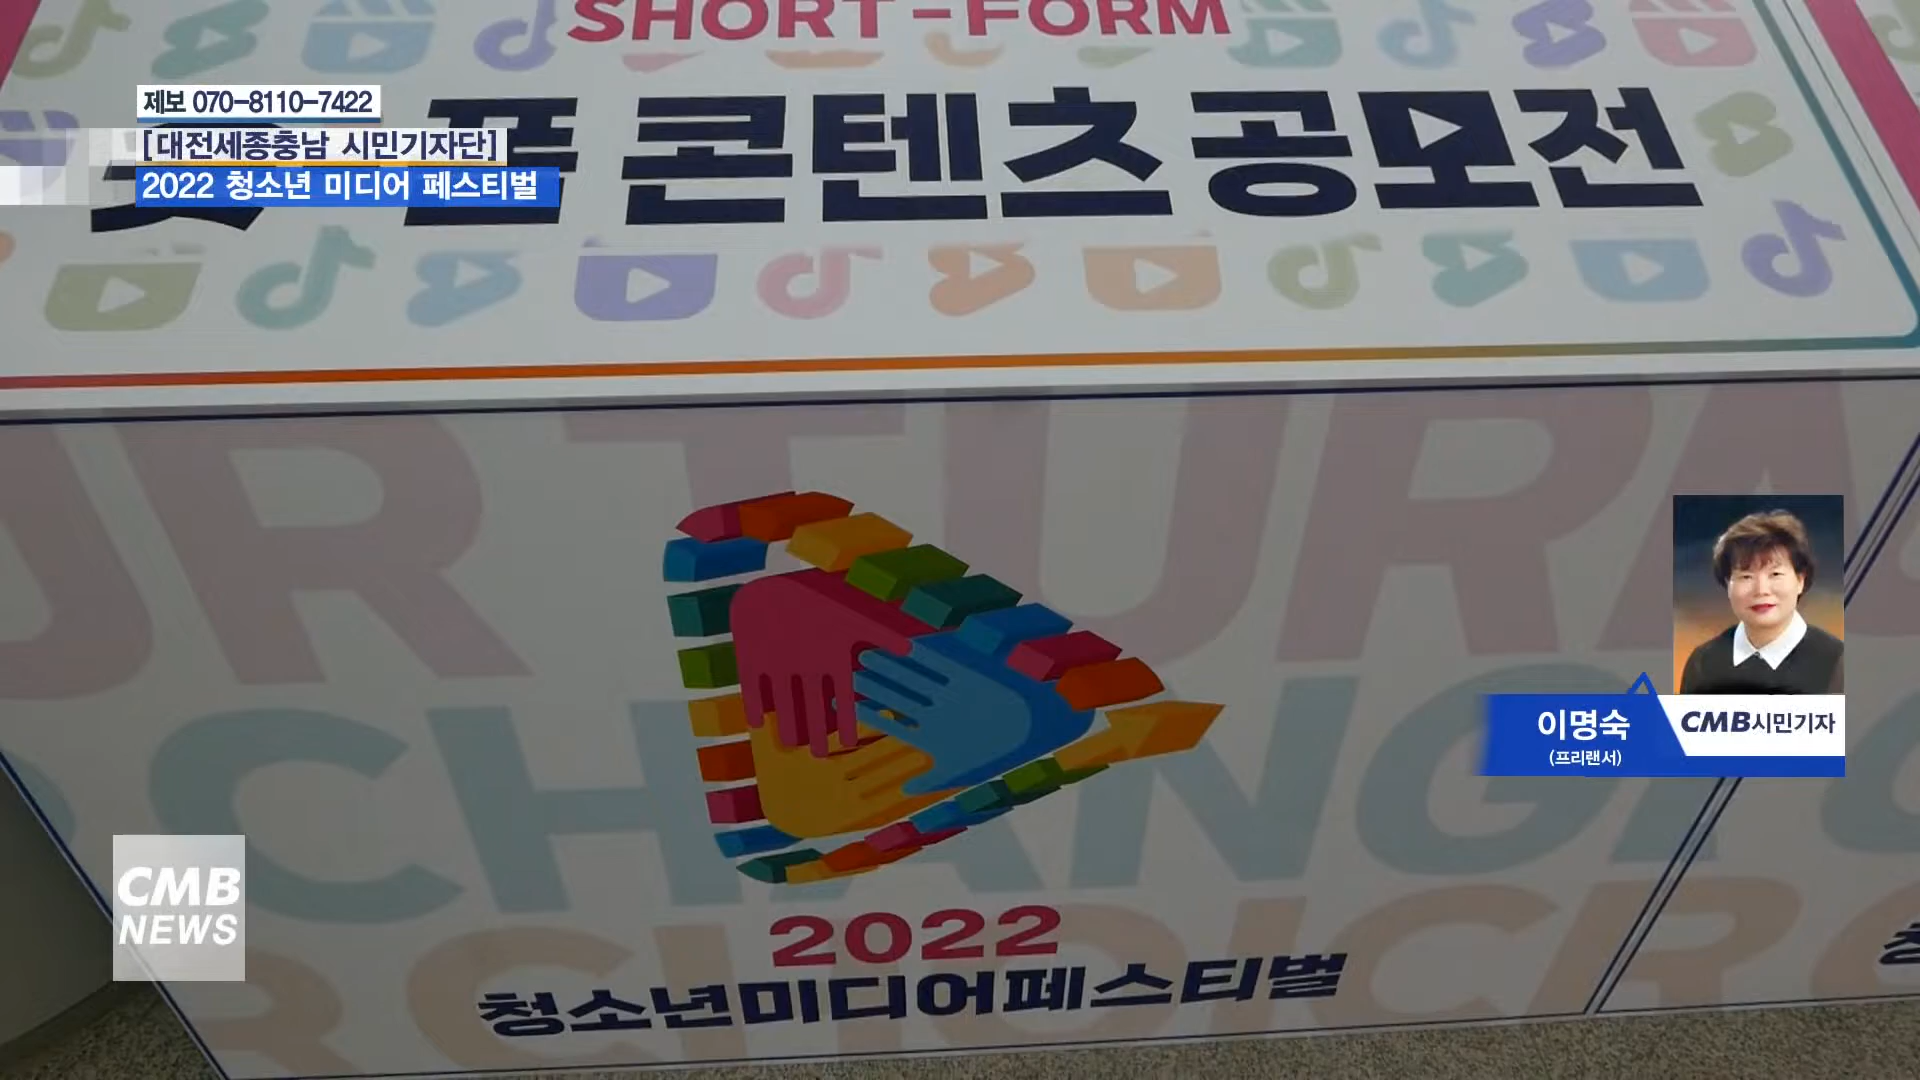 SHORT-FORM
제보 070-8110-7422
[대전세종충남 시민기자단]
2022 청소년 미디어 페스티벌
숏폼 콘텐츠 공모전
이명숙
(프리랜서)
CMB시민기자
CMB
NEWS
2022
청소년미디어페스티벌